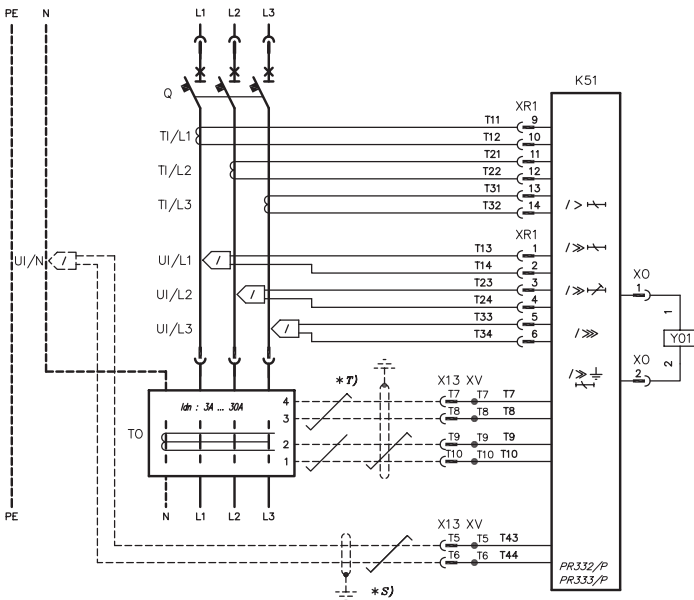 PE N L1 L2 L3
K51
Q
XR1
T11 9
TI/L1 T12 10
T21 11
TI/L2 T22 12
T31 13
TI/L3 T32 14
I >
XR1
UI/N I UI/L1 I T13 1 I ≫
T14 2
UI/L2 I T23 3 I ≫
T24 4
UI/L3 I T33 5 I ⋙
T34 6
XO
1 1
Y01
XO
2 2
I ≫
* T) X13 XV
Idn : 3A ... 30A 4 T7 T7 T7
3 T8 T8 T8
TO 2 T9 T9 T9
1 T10 T10 T10
PE N L1 L2 L3
X13 XV
T5 T5 T43
T6 T6 T44
* S)
PR332/P
PR333/P